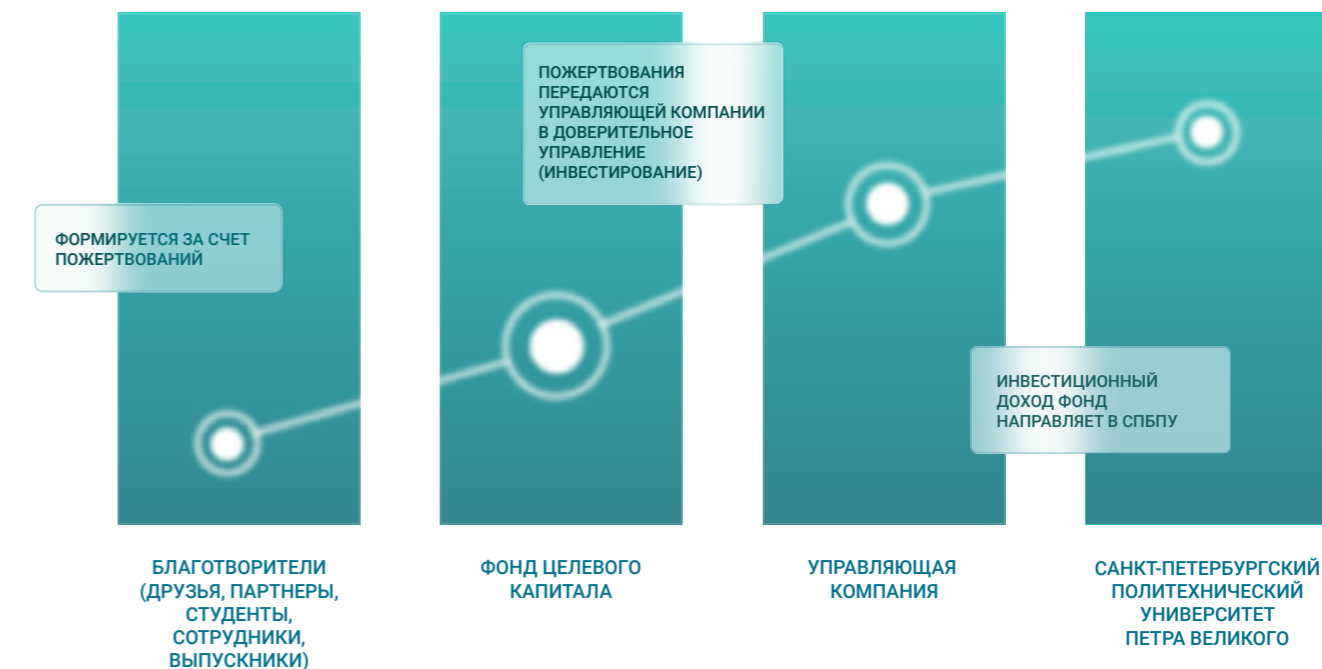 ПОЖЕРТВОВАНИЯ
ПЕРЕДАЮТСЯ
УПРАВЛЯЮЩЕЙ КОМПАНИИ
В ДОВЕРИТЕЛЬНОЕ
УПРАВЛЕНИЕ
(ИНВЕСТИРОВАНИЕ)
ФОРМИРУЕТСЯ ЗА СЧЕТ
ПОЖЕРТВОВАНИЙ
ИНВЕСТИЦИОННЫЙ
ДОХОД ФОНД
НАПРАВЛЯЕТ В СПБПУ
БЛАГОТВОРИТЕЛИ
(ДРУЗЬЯ, ПАРТНЕРЫ,
СТУДЕНТЫ,
СОТРУДНИКИ,
ВЫПУСКНИКИ)
ФОНД ЦЕЛЕВОГО
КАПИТАЛА
УПРАВЛЯЮЩАЯ
КОМПАНИЯ
САНКТ-ПЕТЕРБУРГСКИЙ
ПОЛИТЕХНИЧЕСКИЙ
УНИВЕРСИТЕТ
ПЕТРА ВЕЛИКОГО